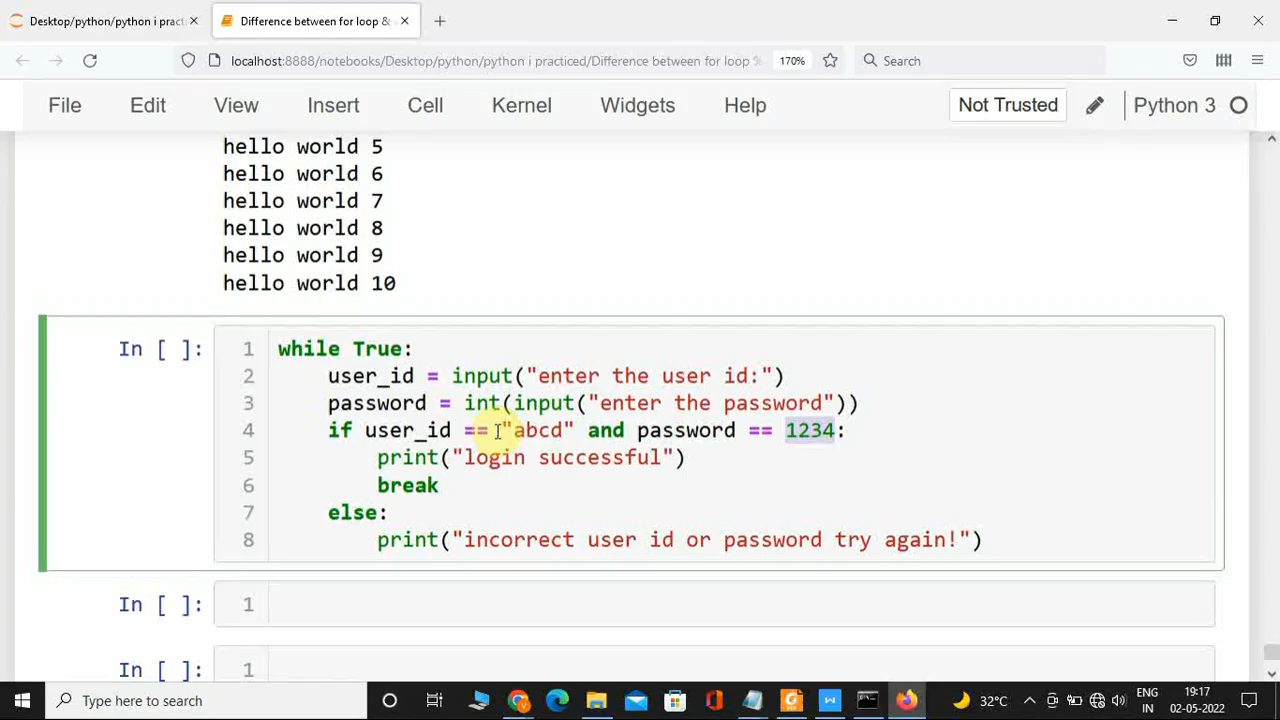 Desktop/python/python i pract
Difference between for loop &
localhost:8888/notebooks/Desktop/python/python i practiced/Difference between for loop %
170%
Search
File Edit View Insert Cell Kernel Widgets Help
Not Trusted
Python 3
hello world 5
hello world 6
hello world 7
hello world 8
hello world 9
hello world 10
In [ ]: 1 while True:
2 user_id = input("enter the user id:")
3 password = int(input("enter the password"))
4 if user_id == "abcd" and password == 1234:
5 print("login successful")
6 break
7 else:
8 print("incorrect user id or password try again!")
In [ ]: 1
In [ ]: 1
Type here to search
32°C
ENG
IN
19:17
02-05-2022